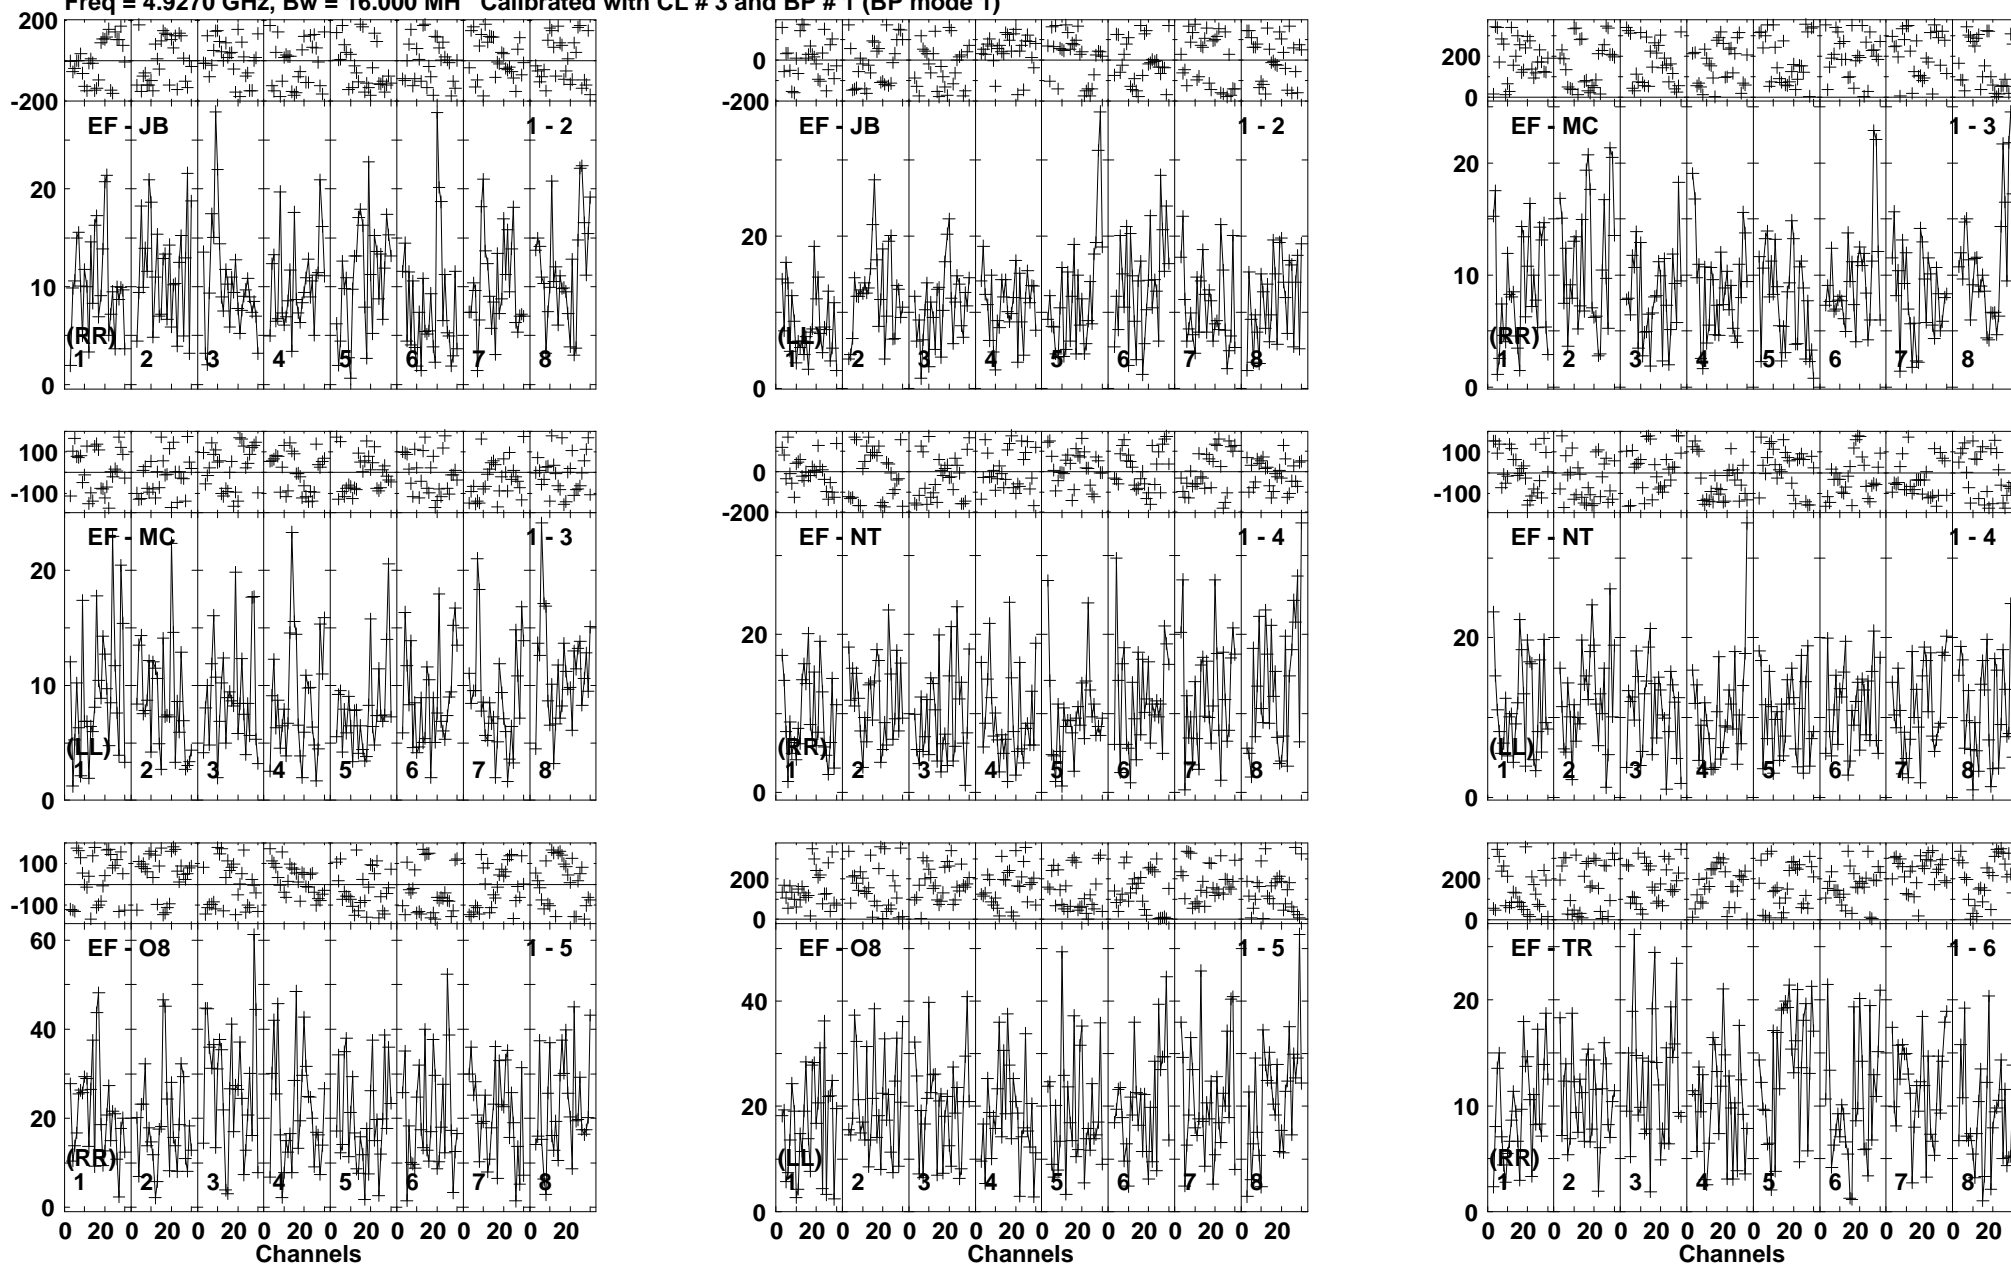 Freq = 4.9270 GHz, Bw = 16.000 MH Calibrated with CL # 3 and BP # 1 (BP mode 1)
200
-200
0
-200
200
0
EF - JB 1 - 2
EF - JB 1 - 2
EF - MC 1 - 3
20
10
0
20
0
20
10
0
(RR)
(LL)
(RR)
1 2 3 4 5 6 7 8
1 2 3 4 5 6 7 8
1 2 3 4 5 6 7 8
100
-100
0
-200
100
-100
EF - MC 1 - 3
EF - NT 1 - 4
EF - NT 1 - 4
20
10
0
20
0
20
0
(LL)
(RR)
(LL)
1 2 3 4 5 6 7 8
1 2 3 4 5 6 7 8
1 2 3 4 5 6 7 8
100
-100
200
0
200
0
EF - O8 1 - 5
EF - O8 1 - 5
EF - TR 1 - 6
60
40
20
0
40
20
0
20
10
0
(RR)
(LL)
(RR)
1 2 3 4 5 6 7 8
1 2 3 4 5 6 7 8
1 2 3 4 5 6 7 8
0 20 0 20 0 20 0 20 0 20 0 20 0 20 0 20
0 20 0 20 0 20 0 20 0 20 0 20 0 20 0 20
0 20 0 20 0 20 0 20 0 20 0 20 0 20 0 20
Channels
Channels